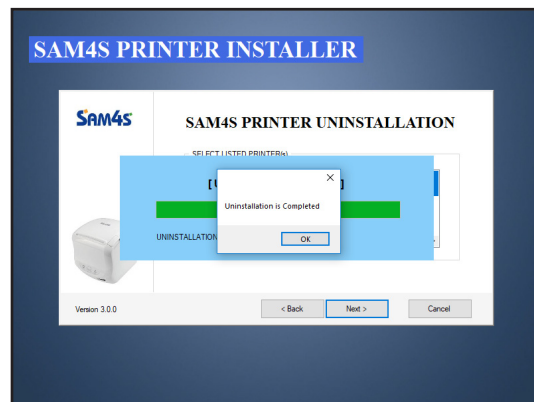 SAM4S PRINTER INSTALLER
SAM4S
SAM4S PRINTER UNINSTALLATION
SELECT LISTED PRINTER(s)
[U
]
Uninstallation is Completed
UNINSTALLATION
OK
Version 3.0.0
< Back
Next >
Cancel